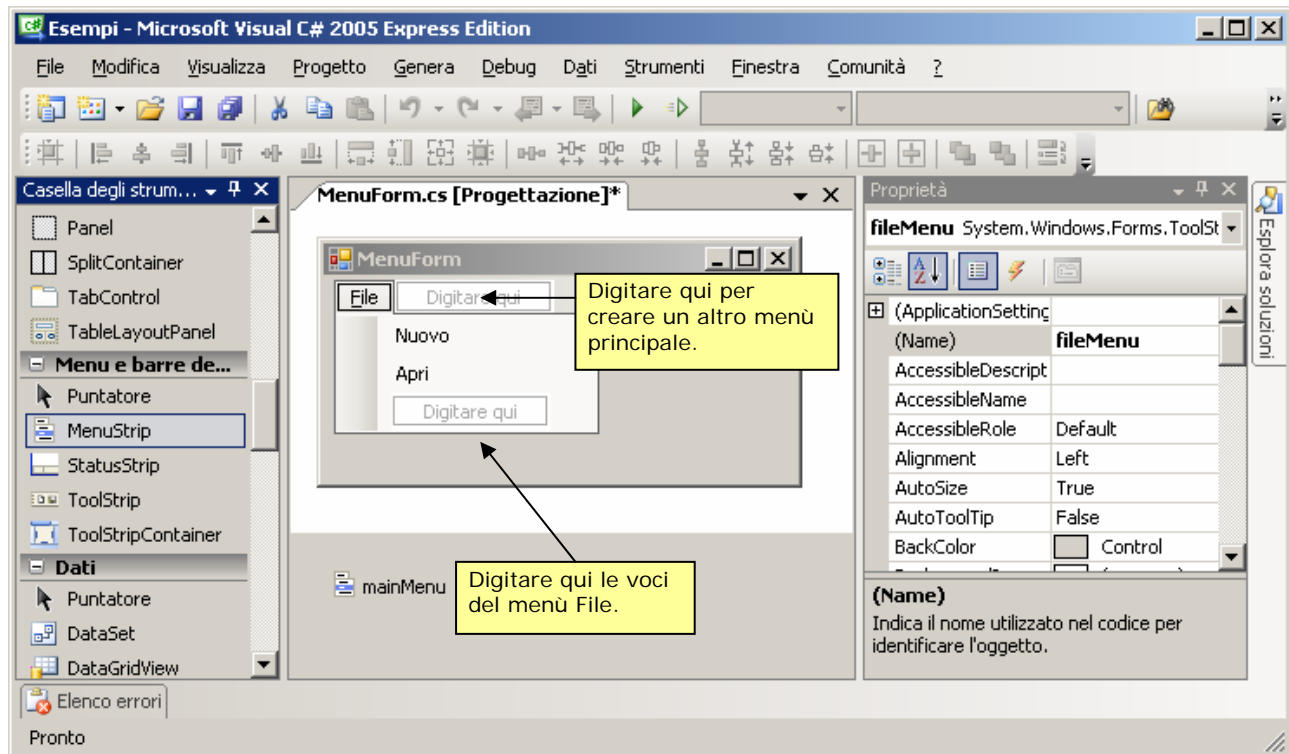 Esempi - Microsoft Visual C# 2005 Express Edition
File Modifica Visualizza Progetto Genera Debug Dati Strumenti Finestra Comunità ?
Casella degli strum...
Panel
SplitContainer
TabControl
TableLayoutPanel
Menu e barre de...
Puntatore
MenuStrip
StatusStrip
ToolStrip
ToolStripContainer
Dati
Puntatore
DataSet
DataGridView
MenuForm.cs [Progettazione]*
MenuForm
File
Digitare qui
Nuovo
Apri
Digitare qui
Digitare qui per
creare un altro menù
principale.
mainMenu
Digitare qui le voci
del menù File.
Proprietà
fileMenu System.Windows.Forms.ToolSt
(ApplicationSetting
(Name) fileMenu
AccessibleDescript
AccessibleName
AccessibleRole Default
Alignment Left
AutoSize True
AutoToolTip False
BackColor Control
(Name)
Indica il nome utilizzato nel codice per
identificare l'oggetto.
Esplora soluzioni
Elenco errori
Pronto